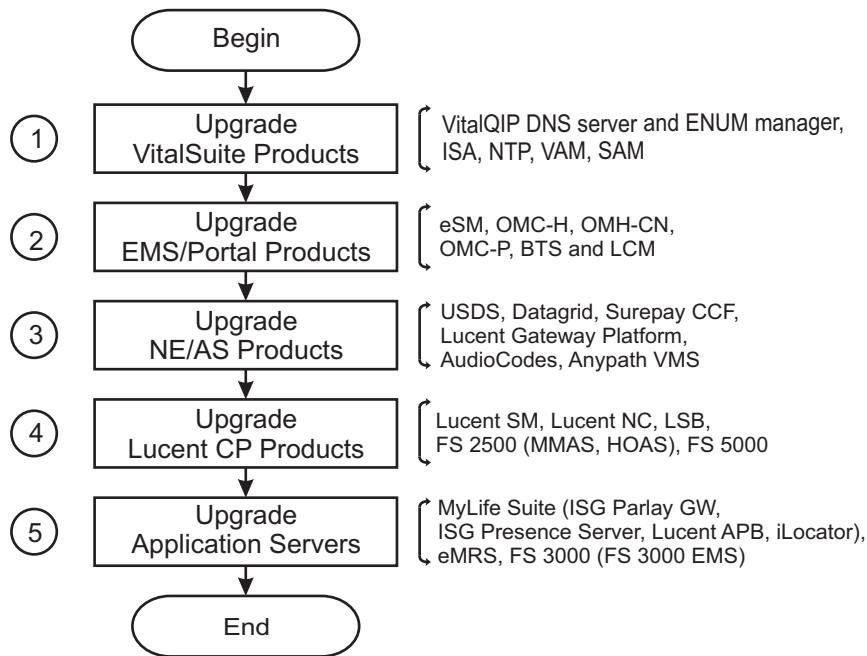 Begin
1
Upgrade
VitalSuite Products
VitalQIP DNS server and ENUM manager,
ISA, NTP, VAM, SAM
2
Upgrade
EMS/Portal Products
eSM, OMC-H, OMH-CN,
OMC-P, BTS and LCM
3
Upgrade
NE/AS Products
USDS, Datagrid, Surepay CCF,
Lucent Gateway Platform,
AudioCodes, Anypath VMS
4
Upgrade
Lucent CP Products
Lucent SM, Lucent NC, LSB,
FS 2500 (MMAS, HOAS), FS 5000
5
Upgrade
Application Servers
MyLife Suite (ISG Parlay GW,
ISG Presence Server, Lucent APB, iLocator),
eMRS, FS 3000 (FS 3000 EMS)
End